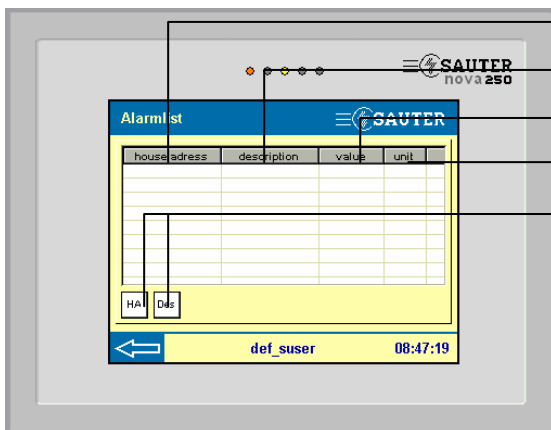 SAUTER
nova 250
Alarmlist
SAUTER
house adress description value unit
HA Des
def_suser 08:47:19